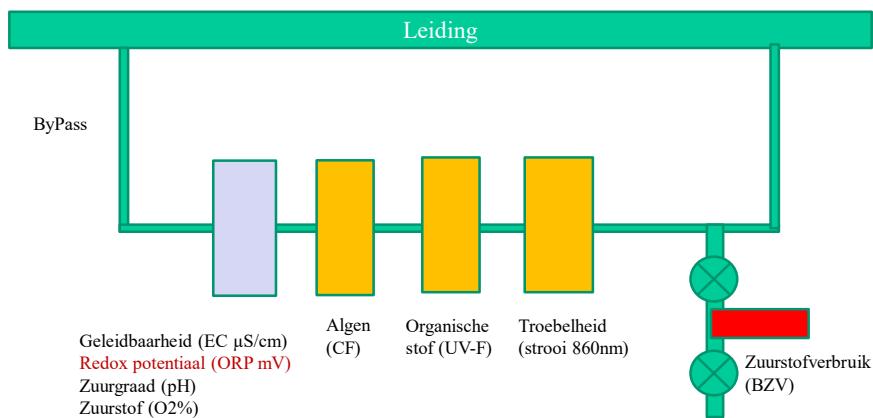 Leiding
ByPass
Geleidbaarheid (EC µS/cm)
Redox potentiaal (ORP mV)
Zuurgraad (pH)
Zuurstof (O2%)
Algen
(CF)
Organische
stof (UV-F)
Troebelheid
(strooi 860nm)
Zuurstofverbruik
(BZV)